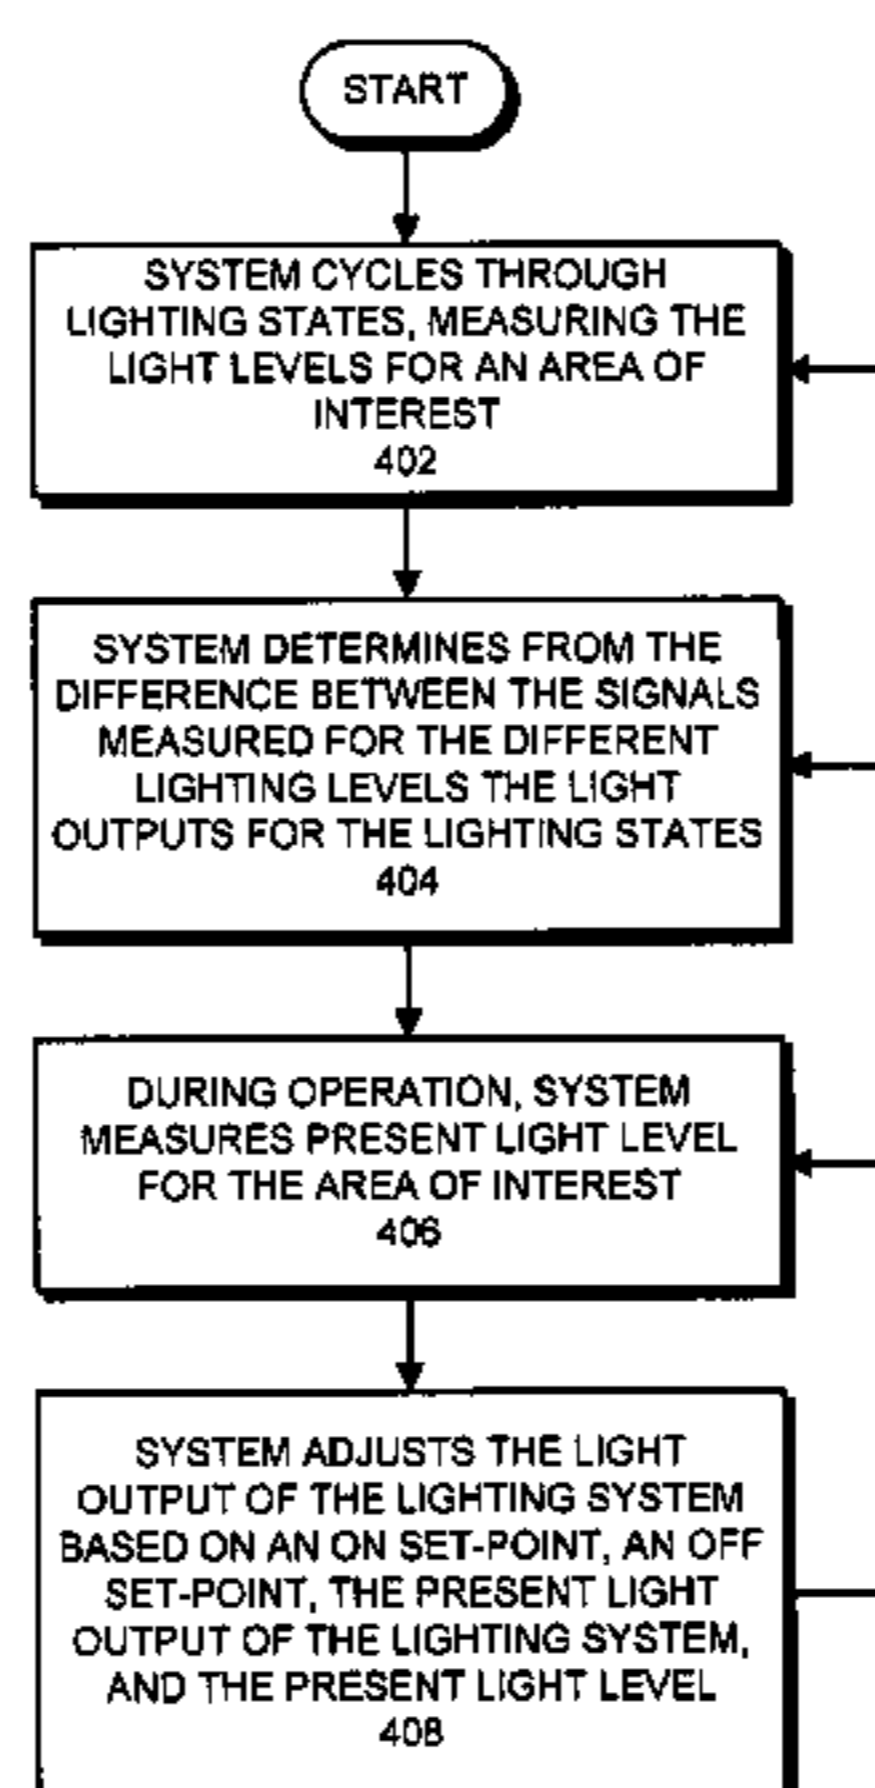 START
SYSTEM CYCLES THROUGH
LIGHTING STATES, MEASURING THE
LIGHT LEVELS FOR AN AREA OF
INTEREST
402
SYSTEM DETERMINES FROM THE
DIFFERENCE BETWEEN THE SIGNALS
MEASURED FOR THE DIFFERENT
LIGHTING LEVELS THE LIGHT
OUTPUTS FOR THE LIGHTING STATES
404
DURING OPERATION, SYSTEM
MEASURES PRESENT LIGHT LEVEL
FOR THE AREA OF INTEREST
406
SYSTEM ADJUSTS THE LIGHT
OUTPUT OF THE LIGHTING SYSTEM
BASED ON AN ON SET-POINT, AN OFF
SET-POINT, THE PRESENT LIGHT
OUTPUT OF THE LIGHTING SYSTEM,
AND THE PRESENT LIGHT LEVEL
408